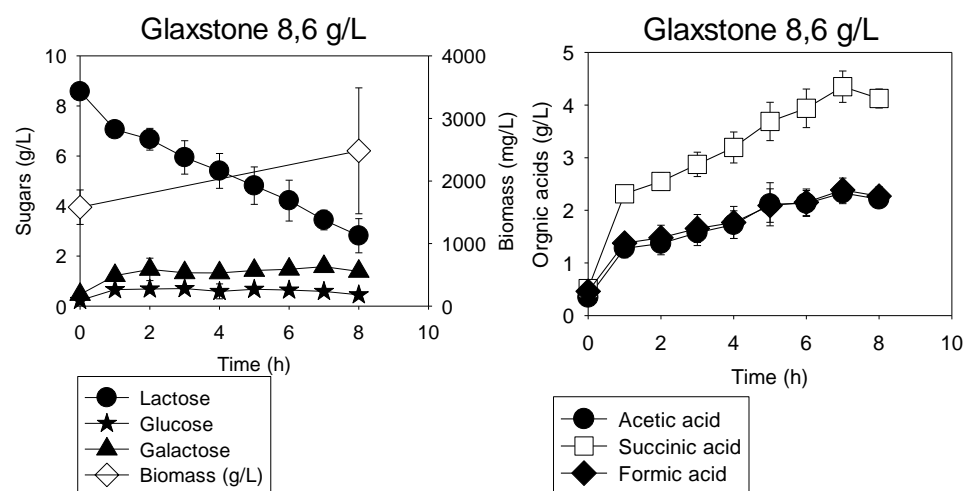 Glaxstone 8,6 g/L
10
8
6
4
2
0
Sugars (g/L)
4000
3000
2000
1000
0
Biomass (mg/L)
0 2 4 6 8 10
Time (h)
Lactose
Glucose
Galactose
Biomass (g/L)
Glaxstone 8,6 g/L
5
4
3
2
1
0
Orgnic acids (g/L)
0 2 4 6 8 10
Time (h)
Acetic acid
Succinic acid
Formic acid